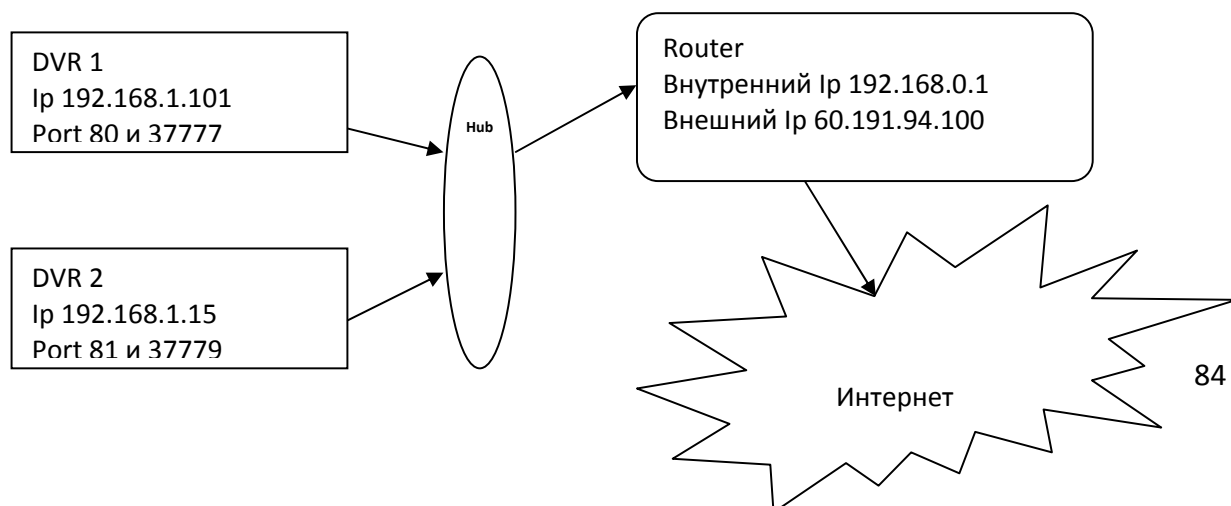 DVR 1
Ip 192.168.1.101
Port 80 и 37777
Hub
Router
Внутренний Ip 192.168.0.1
Внешний Ip 60.191.94.100
DVR 2
Ip 192.168.1.15
Port 81 и 37779
Интернет
84